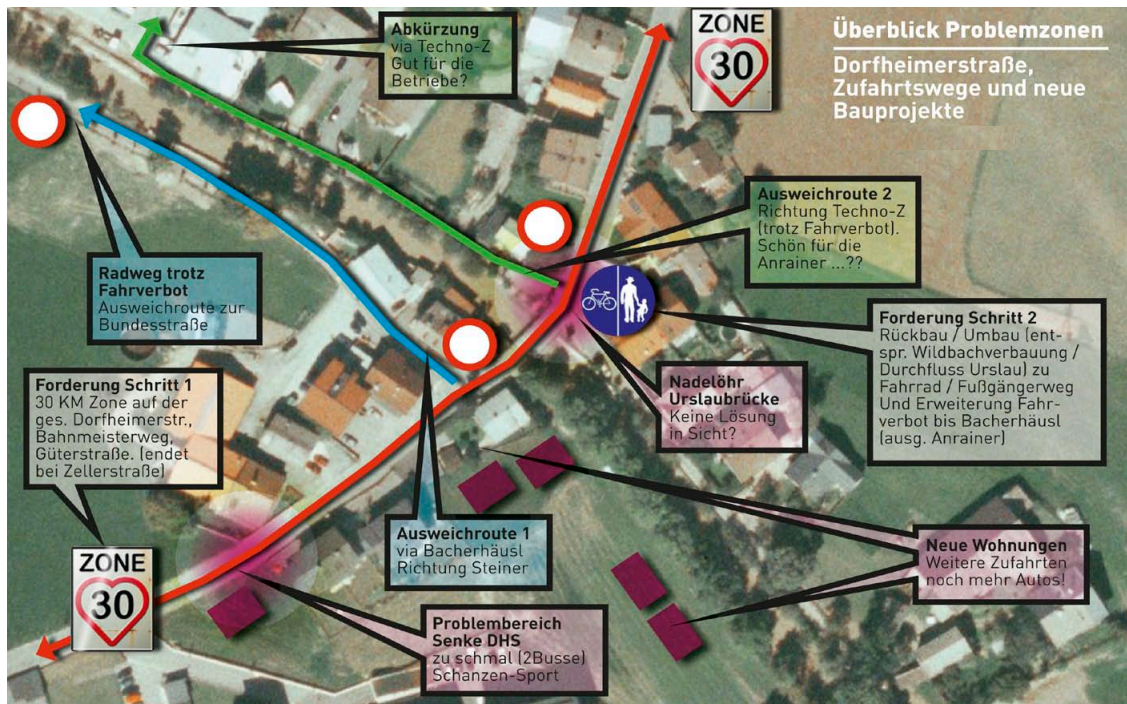 Überblick Problemzonen
Dorfheimerstraße,
Zufahrtswege und neue
Bauprojekte
ZONE
30
Abkürzung
via Techno-Z
Gut für die
Betriebe?
Ausweichroute 2
Richtung Techno-Z
(trotz Fahrverbot).
Schön für die
Anrainer ...??
Radweg trotz
Fahrverbot
Ausweichroute zur
Bundesstraße
Forderung Schritt 2
Rückbau / Umbau (ent-
spr. Wildbachverbauung /
Durchfluss Urslau) zu
Fahrrad / Fußgängerweg
Und Erweiterung Fahr-
verbot bis Bacherhäusl
(ausg. Anrainer)
Nadelöhr
Urslaubrücke
Keine Lösung
in Sicht?
Forderung Schritt 1
30 KM Zone auf der
ges. Dorfheimerstr.,
Bahnmeisterweg,
Güterstraße. (endet
bei Zellerstraße)
Ausweichroute 1
via Bacherhäusl
Richtung Steiner
Neue Wohnungen
Weitere Zufahrten
noch mehr Autos!
ZONE
30
Problembereich
Senke DHS
zu schmal (2Busse)
Schanzen-Sport